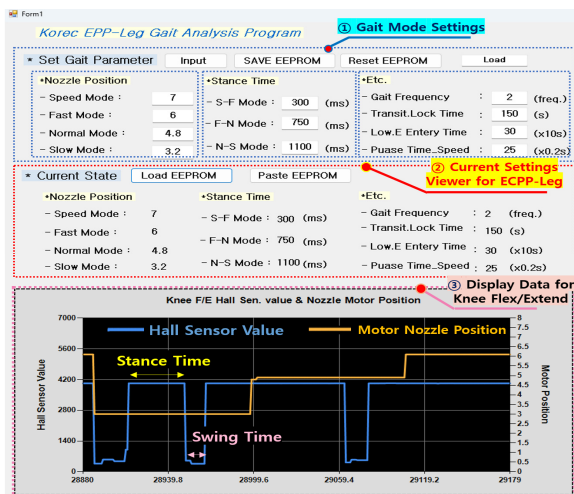 Form1
Korec EPP-Leg Gait Analysis Program
① Gait Mode Settings
* Set Gait Parameter Input SAVE EEPROM Reset EEPROM Load
•Nozzle Position •Stance Time •Etc.
- Speed Mode : 7 - S-F Mode : 300 (ms) - Gait Frequency : 2 (freq.)
- Fast Mode : 6 - F-N Mode : 750 (ms) - Transit.Lock Time : 150 (s)
- Normal Mode : 4.8 - Low.E Entery Time : 30 (x10s)
- Slow Mode : 3.2 - N-S Mode : 1100 (ms) - Puase Time_Speed : 25 (x0.2s)
② Current Settings
Viewer for ECPP-Leg
* Current State Load EEPROM Paste EEPROM
•Nozzle Position •Stance Time •Etc.
- Speed Mode : 7 - S-F Mode : 300 (ms) - Gait Frequency : 2 (freq.)
- Fast Mode : 6 - F-N Mode : 750 (ms) - Transit.Lock Time : 150 (s)
- Normal Mode : 4.8 - Low.E Entery Time : 30 (x10s)
- Slow Mode : 3.2 - N-S Mode : 1100 (ms) - Puase Time_Speed : 25 (x0.2s)
③ Display Data for
Knee Flex/Extend
Knee F/E Hall Sen. value & Nozzle Motor Position
Hall Sensor Value Motor Nozzle Position
Stance Time
Swing Time
Hall Sensor Value
7000
5600
4200
2800
1400
0
8
7.5
7
6.5
6
5.5
5
4.5
4
3.5
3
2.5
2
1.5
1
0.5
0
Motor Position
28880 28939.8 28999.6 29059.4 29119.2 29179